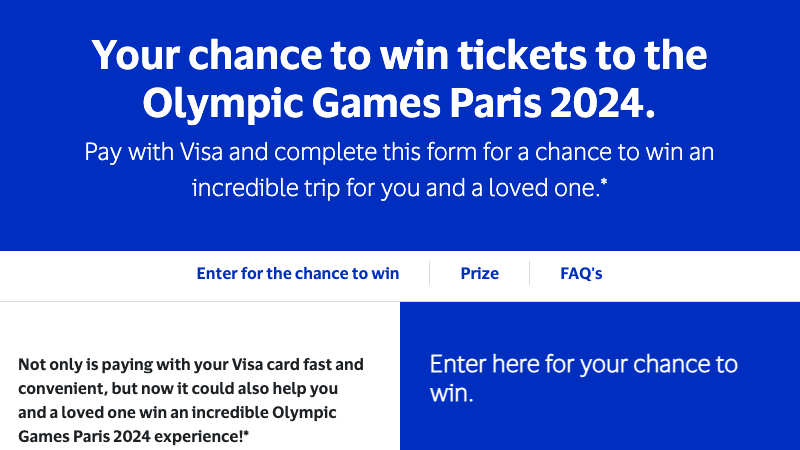 Your chance to win tickets to the
Olympic Games Paris 2024.
Pay with Visa and complete this form for a chance to win an
incredible trip for you and a loved one.*
Enter for the chance to win
Prize
FAQ's
Not only is paying with your Visa card fast and
convenient, but now it could also help you
and a loved one win an incredible Olympic
Games Paris 2024 experience!*
Enter here for your chance to
win.